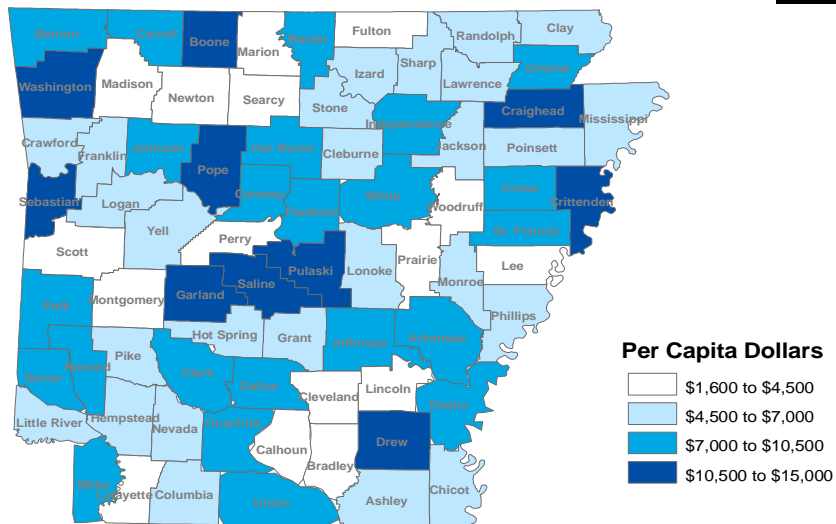 Benton
Carroll
Boone
Marion
Baxter
Fulton
Randolph
Clay
Sharp
Izard
Greene
Lawrence
Washington
Madison
Newton
Searcy
Stone
Independence
Craighead
Mississippi
Crawford
Franklin
Johnson
Pope
Van Buren
Cleburne
Jackson
Poinsett
Sebastian
Logan
Conway
Faulkner
White
Woodruff
Cross
Crittenden
Yell
Perry
St. Francis
Scott
Saline
Pulaski
Lonoke
Prairie
Monroe
Lee
Polk
Montgomery
Garland
Phillips
Hot Spring
Grant
Jefferson
Arkansas
Howard
Pike
Sevier
Clark
Dallas
Cleveland
Lincoln
Desha
Little River
Hempstead
Nevada
Ouachita
Calhoun
Drew
Bradley
Miller
Lafayette
Columbia
Union
Ashley
Chicot
Per Capita Dollars
$1,600 to $4,500
$4,500 to $7,000
$7,000 to $10,500
$10,500 to $15,000